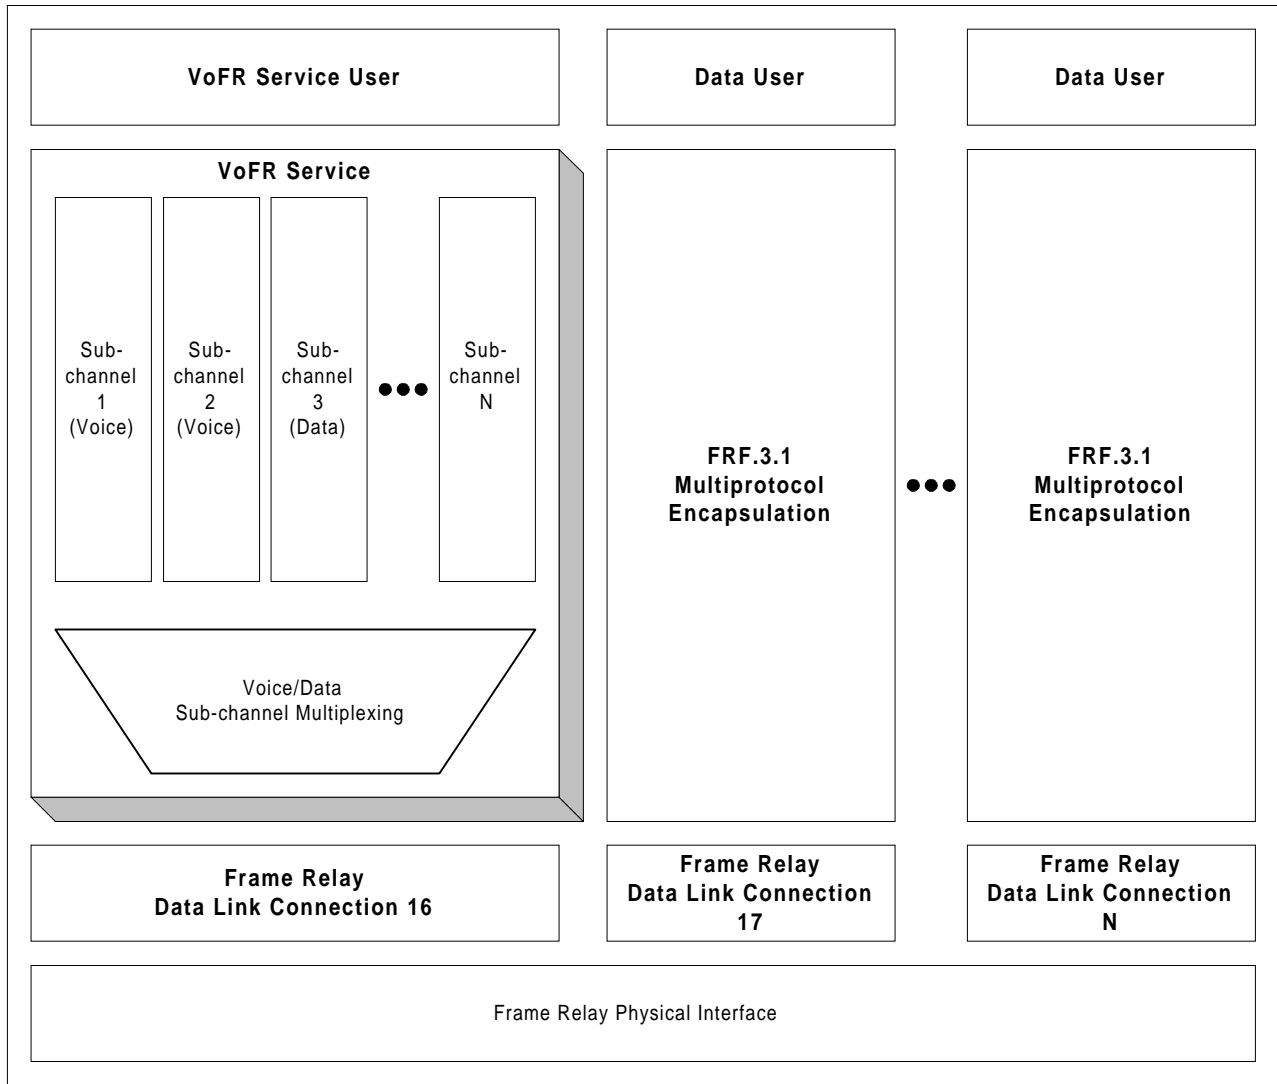 VoFR Service User
Data User
Data User
VoFR Service
Sub-
channel
1
(Voice)
Sub-
channel
2
(Voice)
Sub-
channel
3
(Data)
Sub-
channel
N
Voice/Data
Sub-channel Multiplexing
FRF.3.1
Multiprotocol
Encapsulation
FRF.3.1
Multiprotocol
Encapsulation
Frame Relay
Data Link Connection 16
Frame Relay
Data Link Connection
17
Frame Relay
Data Link Connection
N
Frame Relay Physical Interface